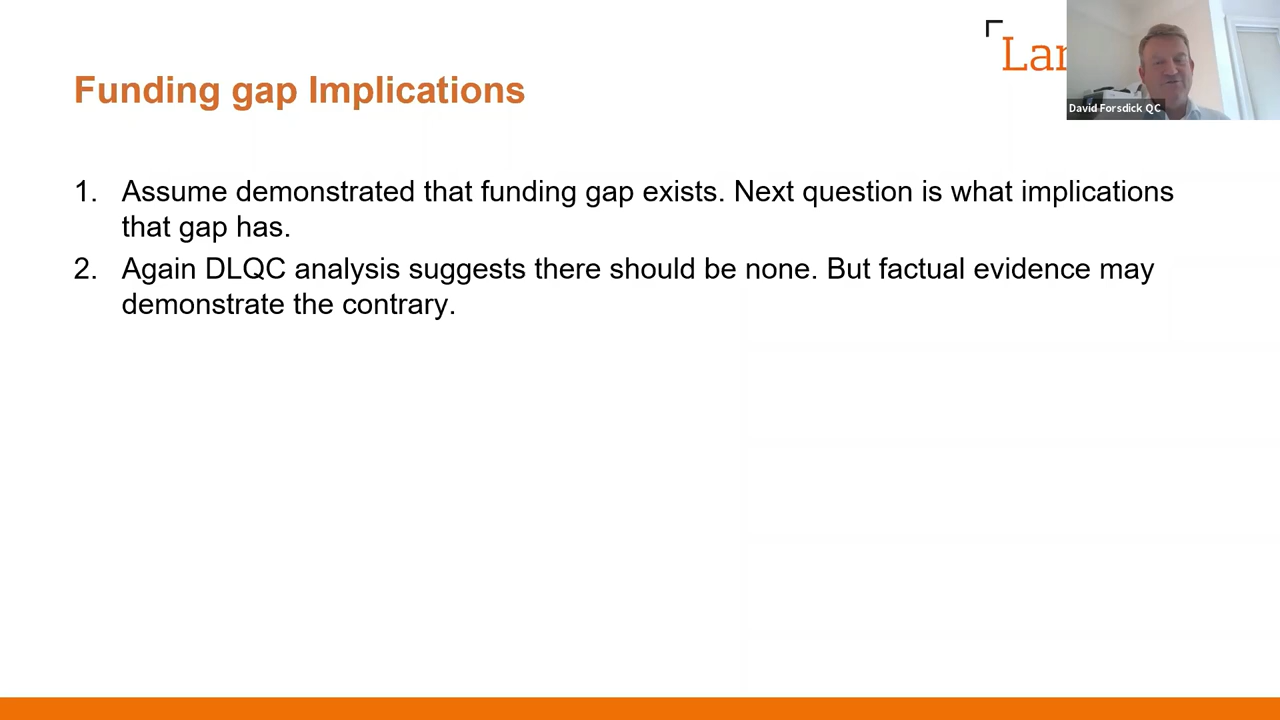 Lan
David Forsdick QC
Funding gap Implications
1. Assume demonstrated that funding gap exists. Next question is what implications
that gap has.
2. Again DLQC analysis suggests there should be none. But factual evidence may
demonstrate the contrary.